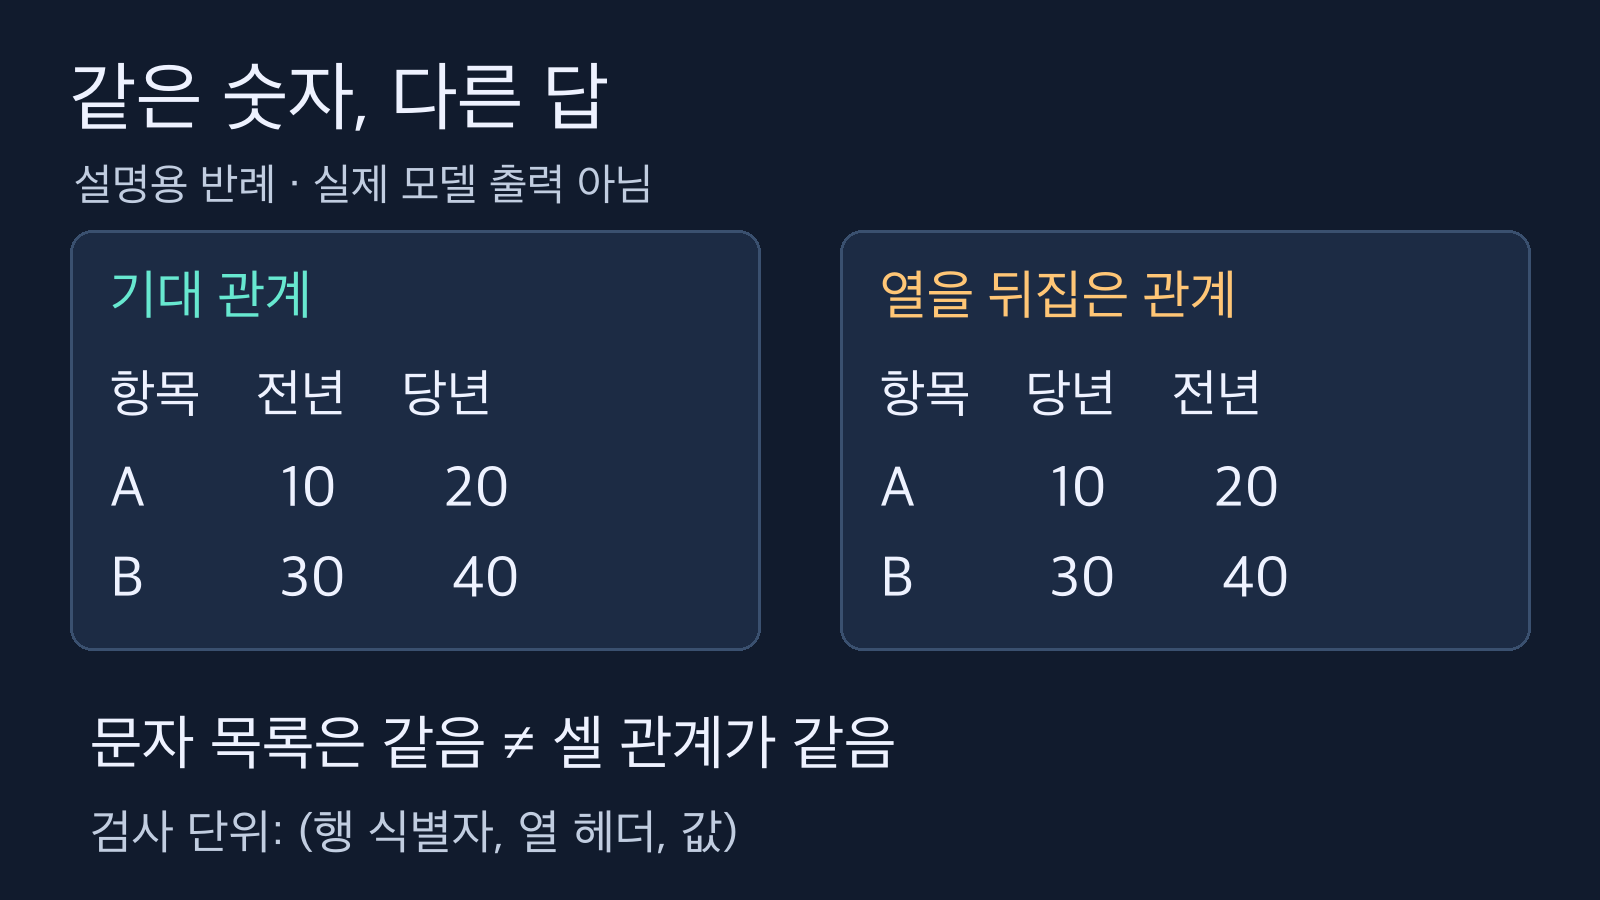 같은 숫자, 다른 답
설명용 반례 · 실제 모델 출력 아님
기대 관계
항목 전년 당년
A 10 20
B 30 40
열을 뒤집은 관계
항목 당년 전년
A 10 20
B 30 40
문자 목록은 같음 ≠ 셀 관계가 같음
검사 단위: (행 식별자, 열 헤더, 값)